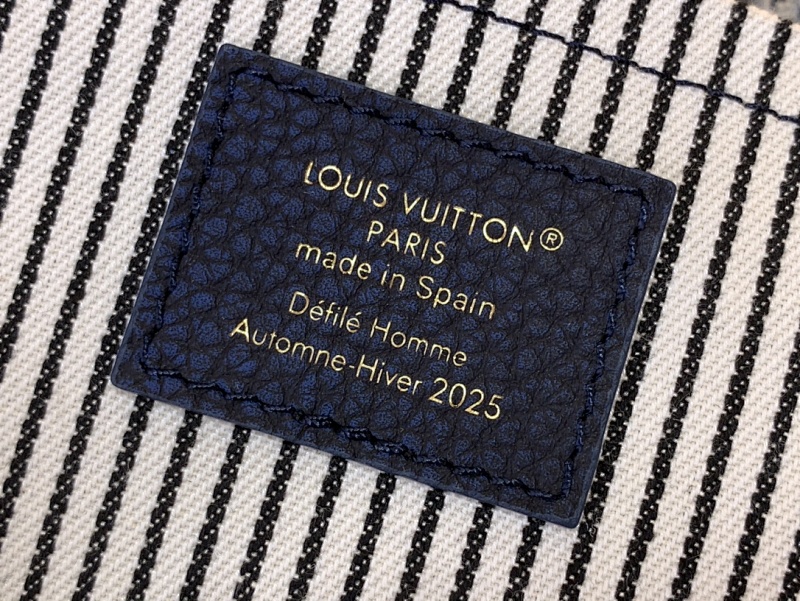 LOUIS VUITTON®
PARIS
made in Spain
Défilé Homme
Automne-Hiver 2025